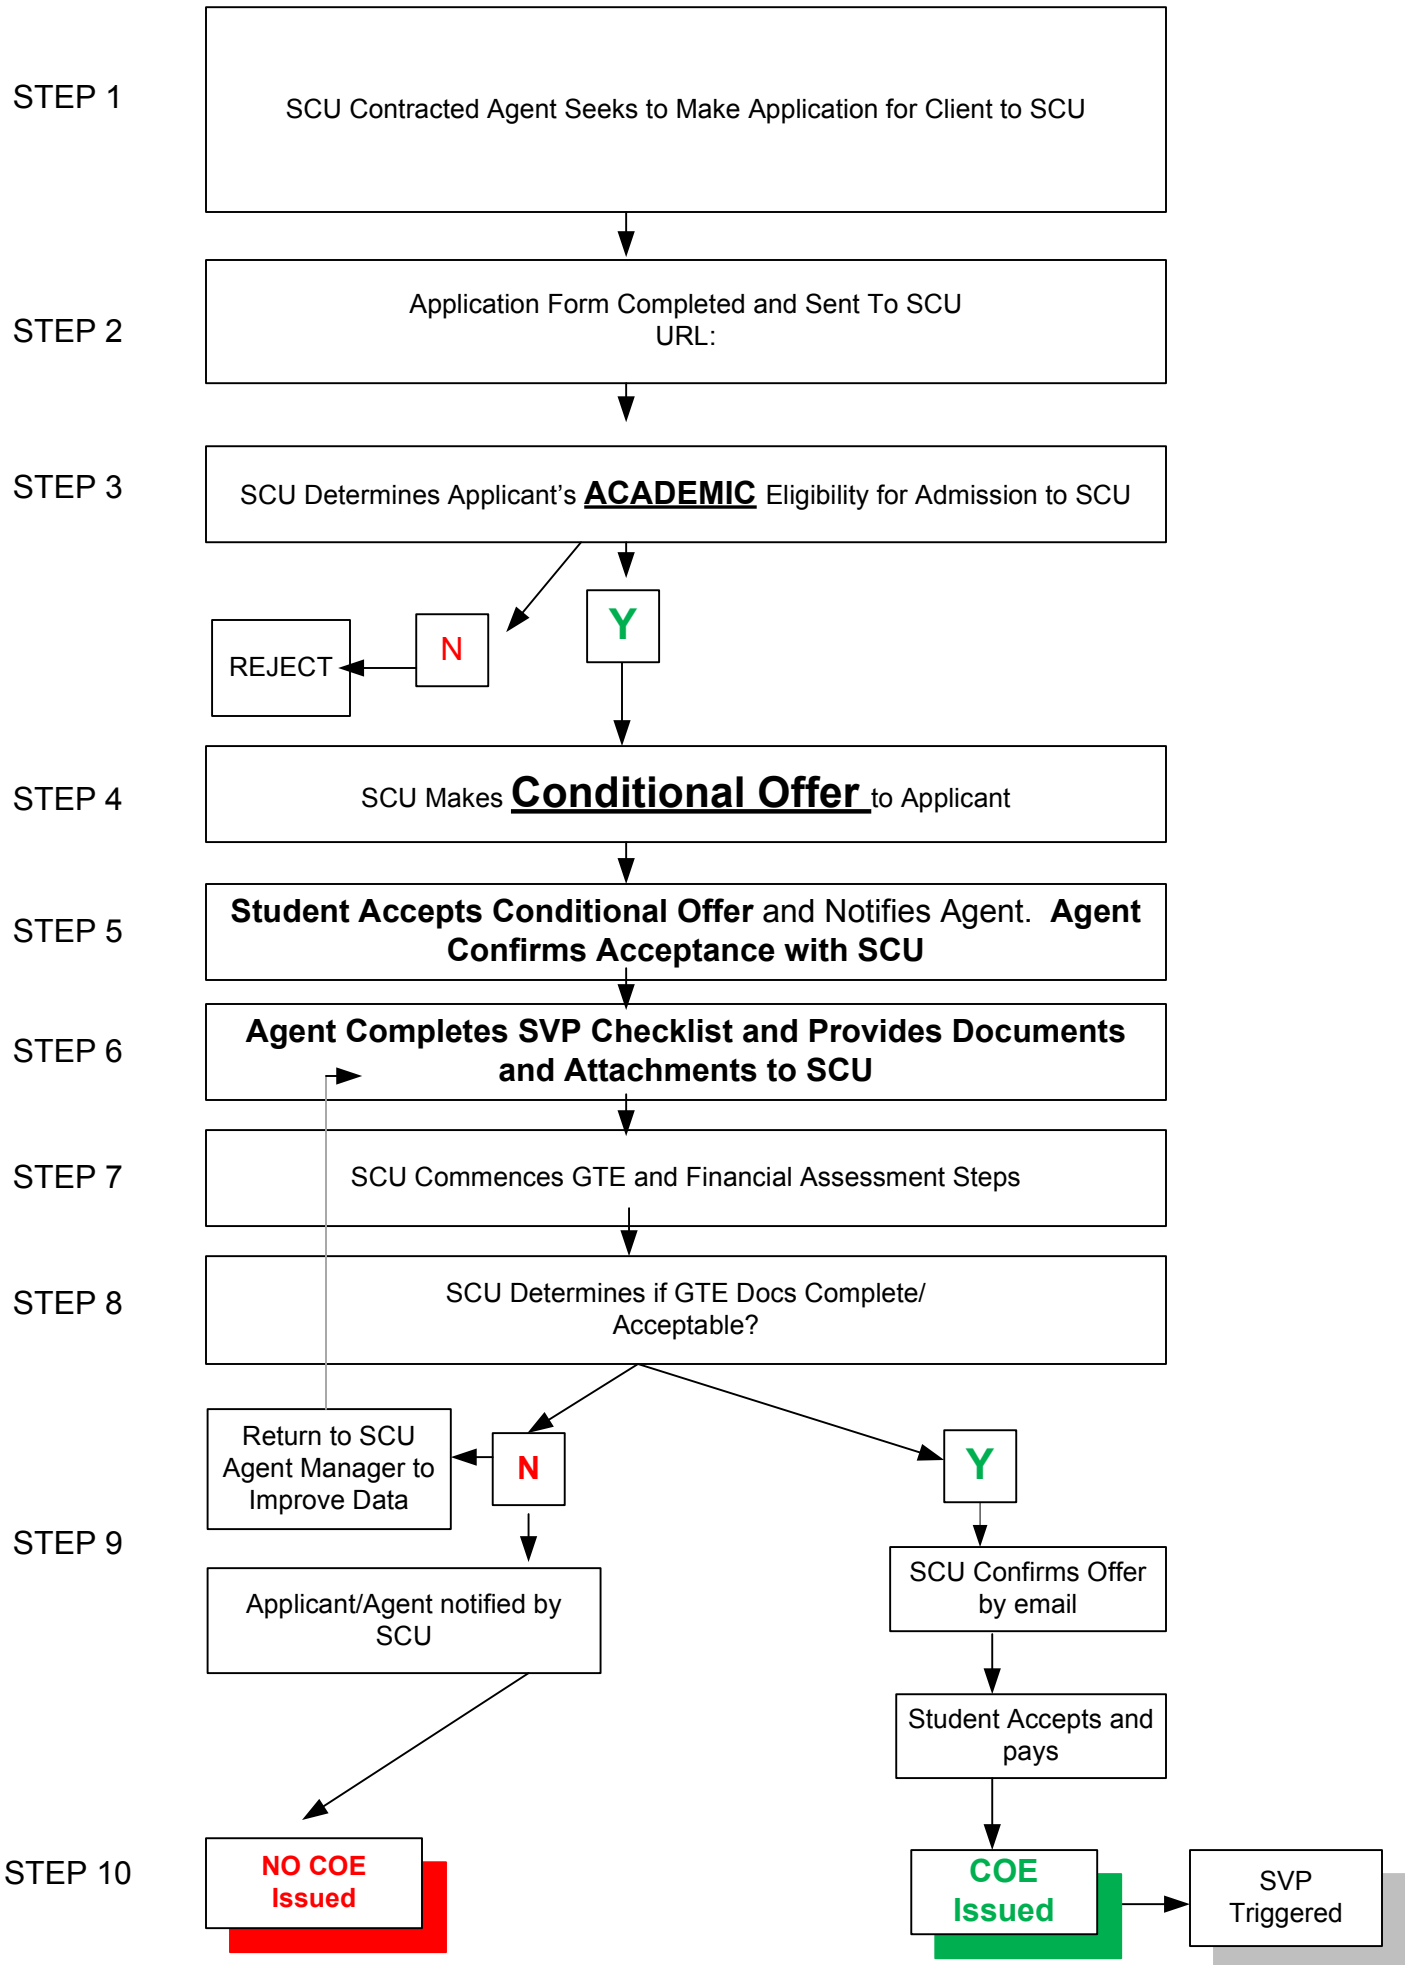 STEP 1
SCU Contracted Agent Seeks to Make Application for Client to SCU
STEP 2
Application Form Completed and Sent To SCU
URL:
STEP 3
SCU Determines Applicant’s ACADEMIC Eligibility for Admission to SCU
REJECT
N
Y
STEP 4
SCU Makes Conditional Offer to Applicant
STEP 5
Student Accepts Conditional Offer and Notifies Agent. Agent
Confirms Acceptance with SCU
STEP 6
Agent Completes SVP Checklist and Provides Documents
and Attachments to SCU
STEP 7
SCU Commences GTE and Financial Assessment Steps
STEP 8
SCU Determines if GTE Docs Complete/
Acceptable?
Return to SCU
Agent Manager to
Improve Data
N
Y
STEP 9
Applicant/Agent notified by
SCU
SCU Confirms Offer
by email
Student Accepts and
pays
STEP 10
NO COE
Issued
COE
Issued
SVP
Triggered